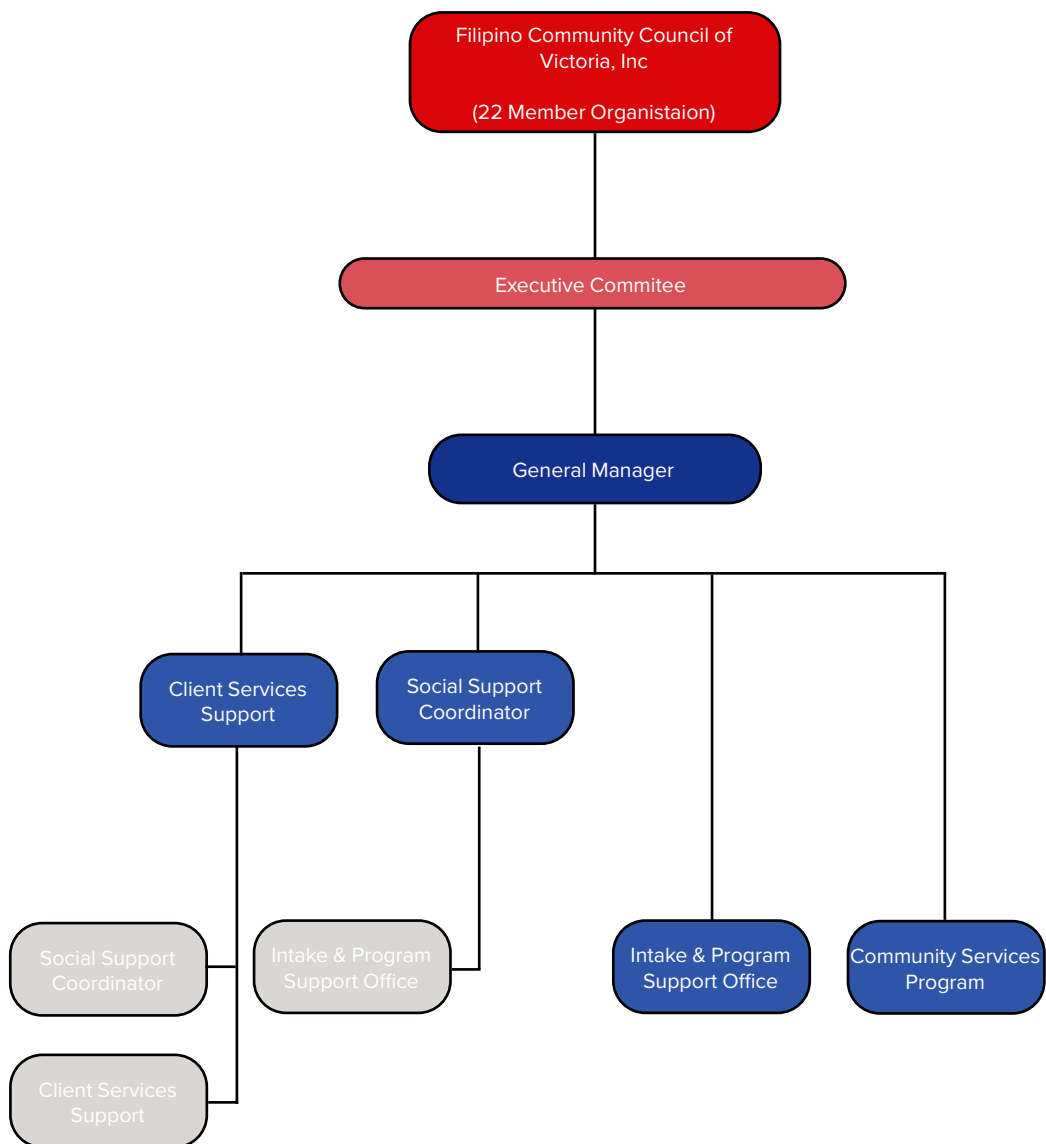 Filipino Community Council of
Victoria, Inc
(22 Member Organistaion)
Executive Commitee
General Manager
Client Services
Support
Social Support
Coordinator
Social Support
Coordinator
Intake & Program
Support Office
Intake & Program
Support Office
Community Services
Program
Client Services
Support